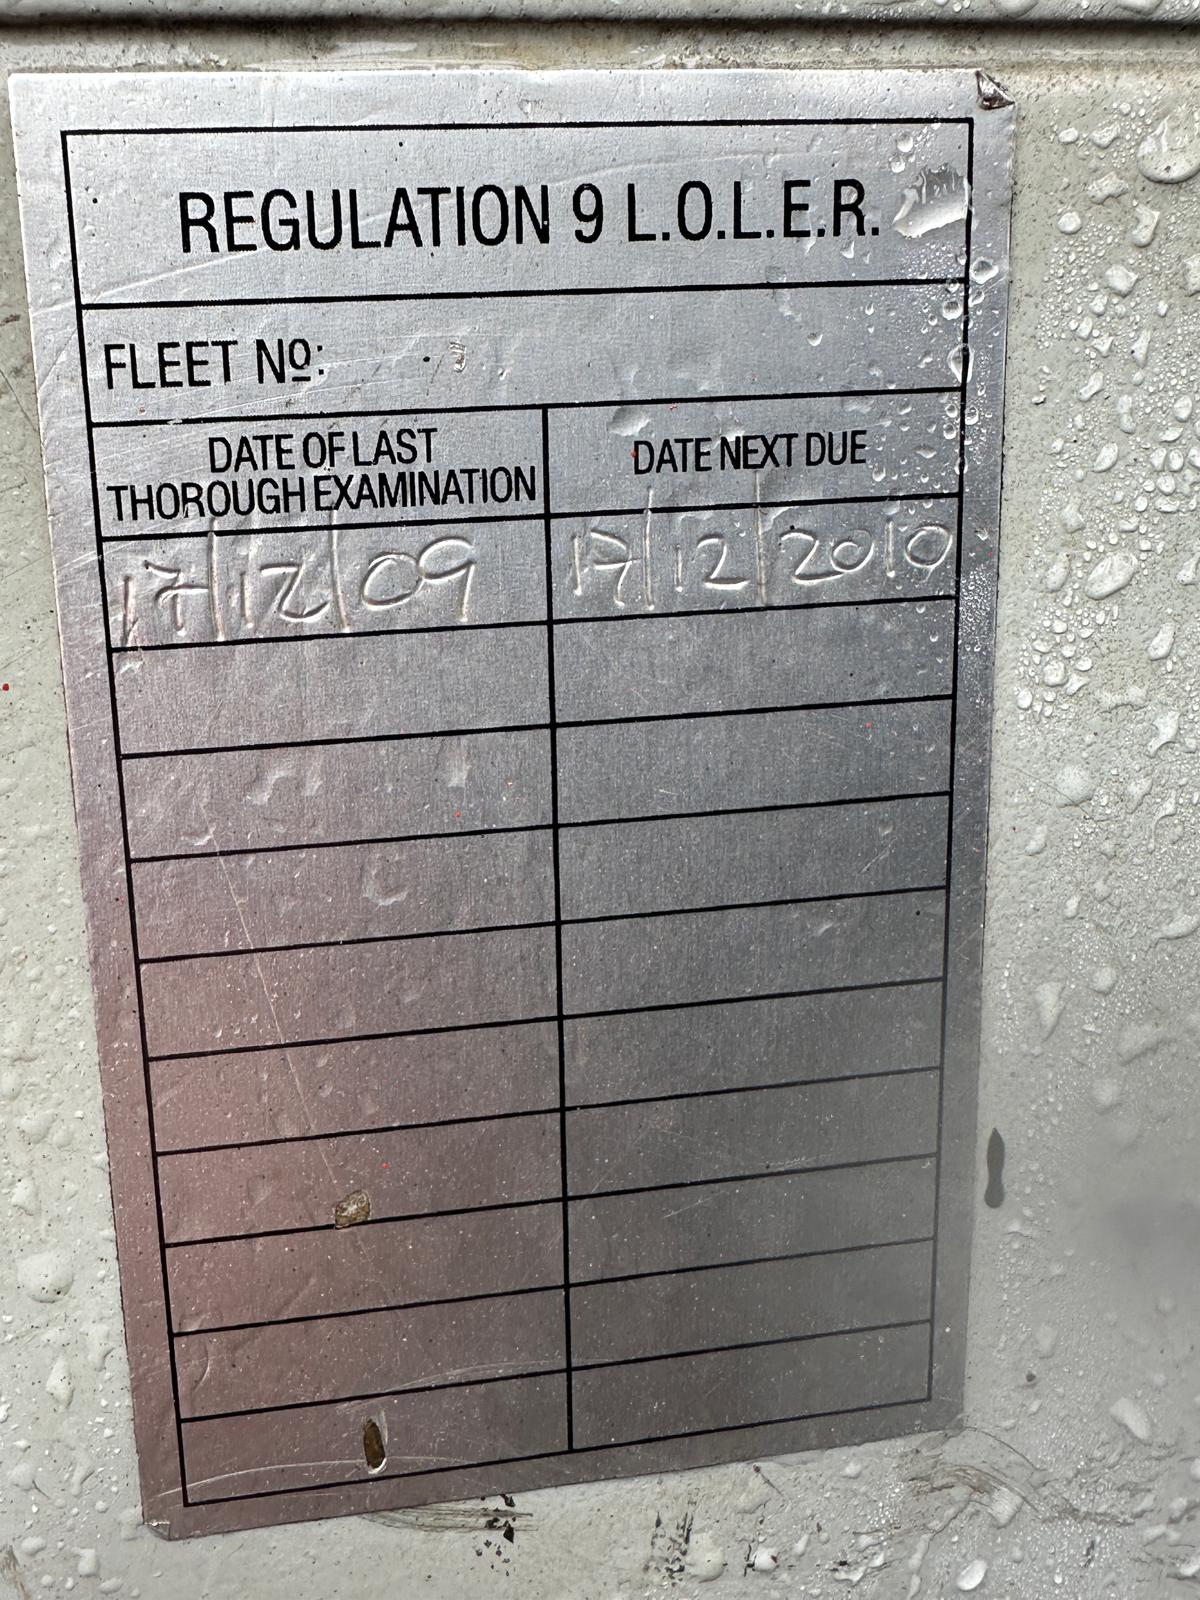 REGULATION 9 L.O.L.E.R.
FLEET Nº:
DATE OF LAST
THOROUGH EXAMINATION
DATE NEXT DUE
17/12/09
17/12/2010